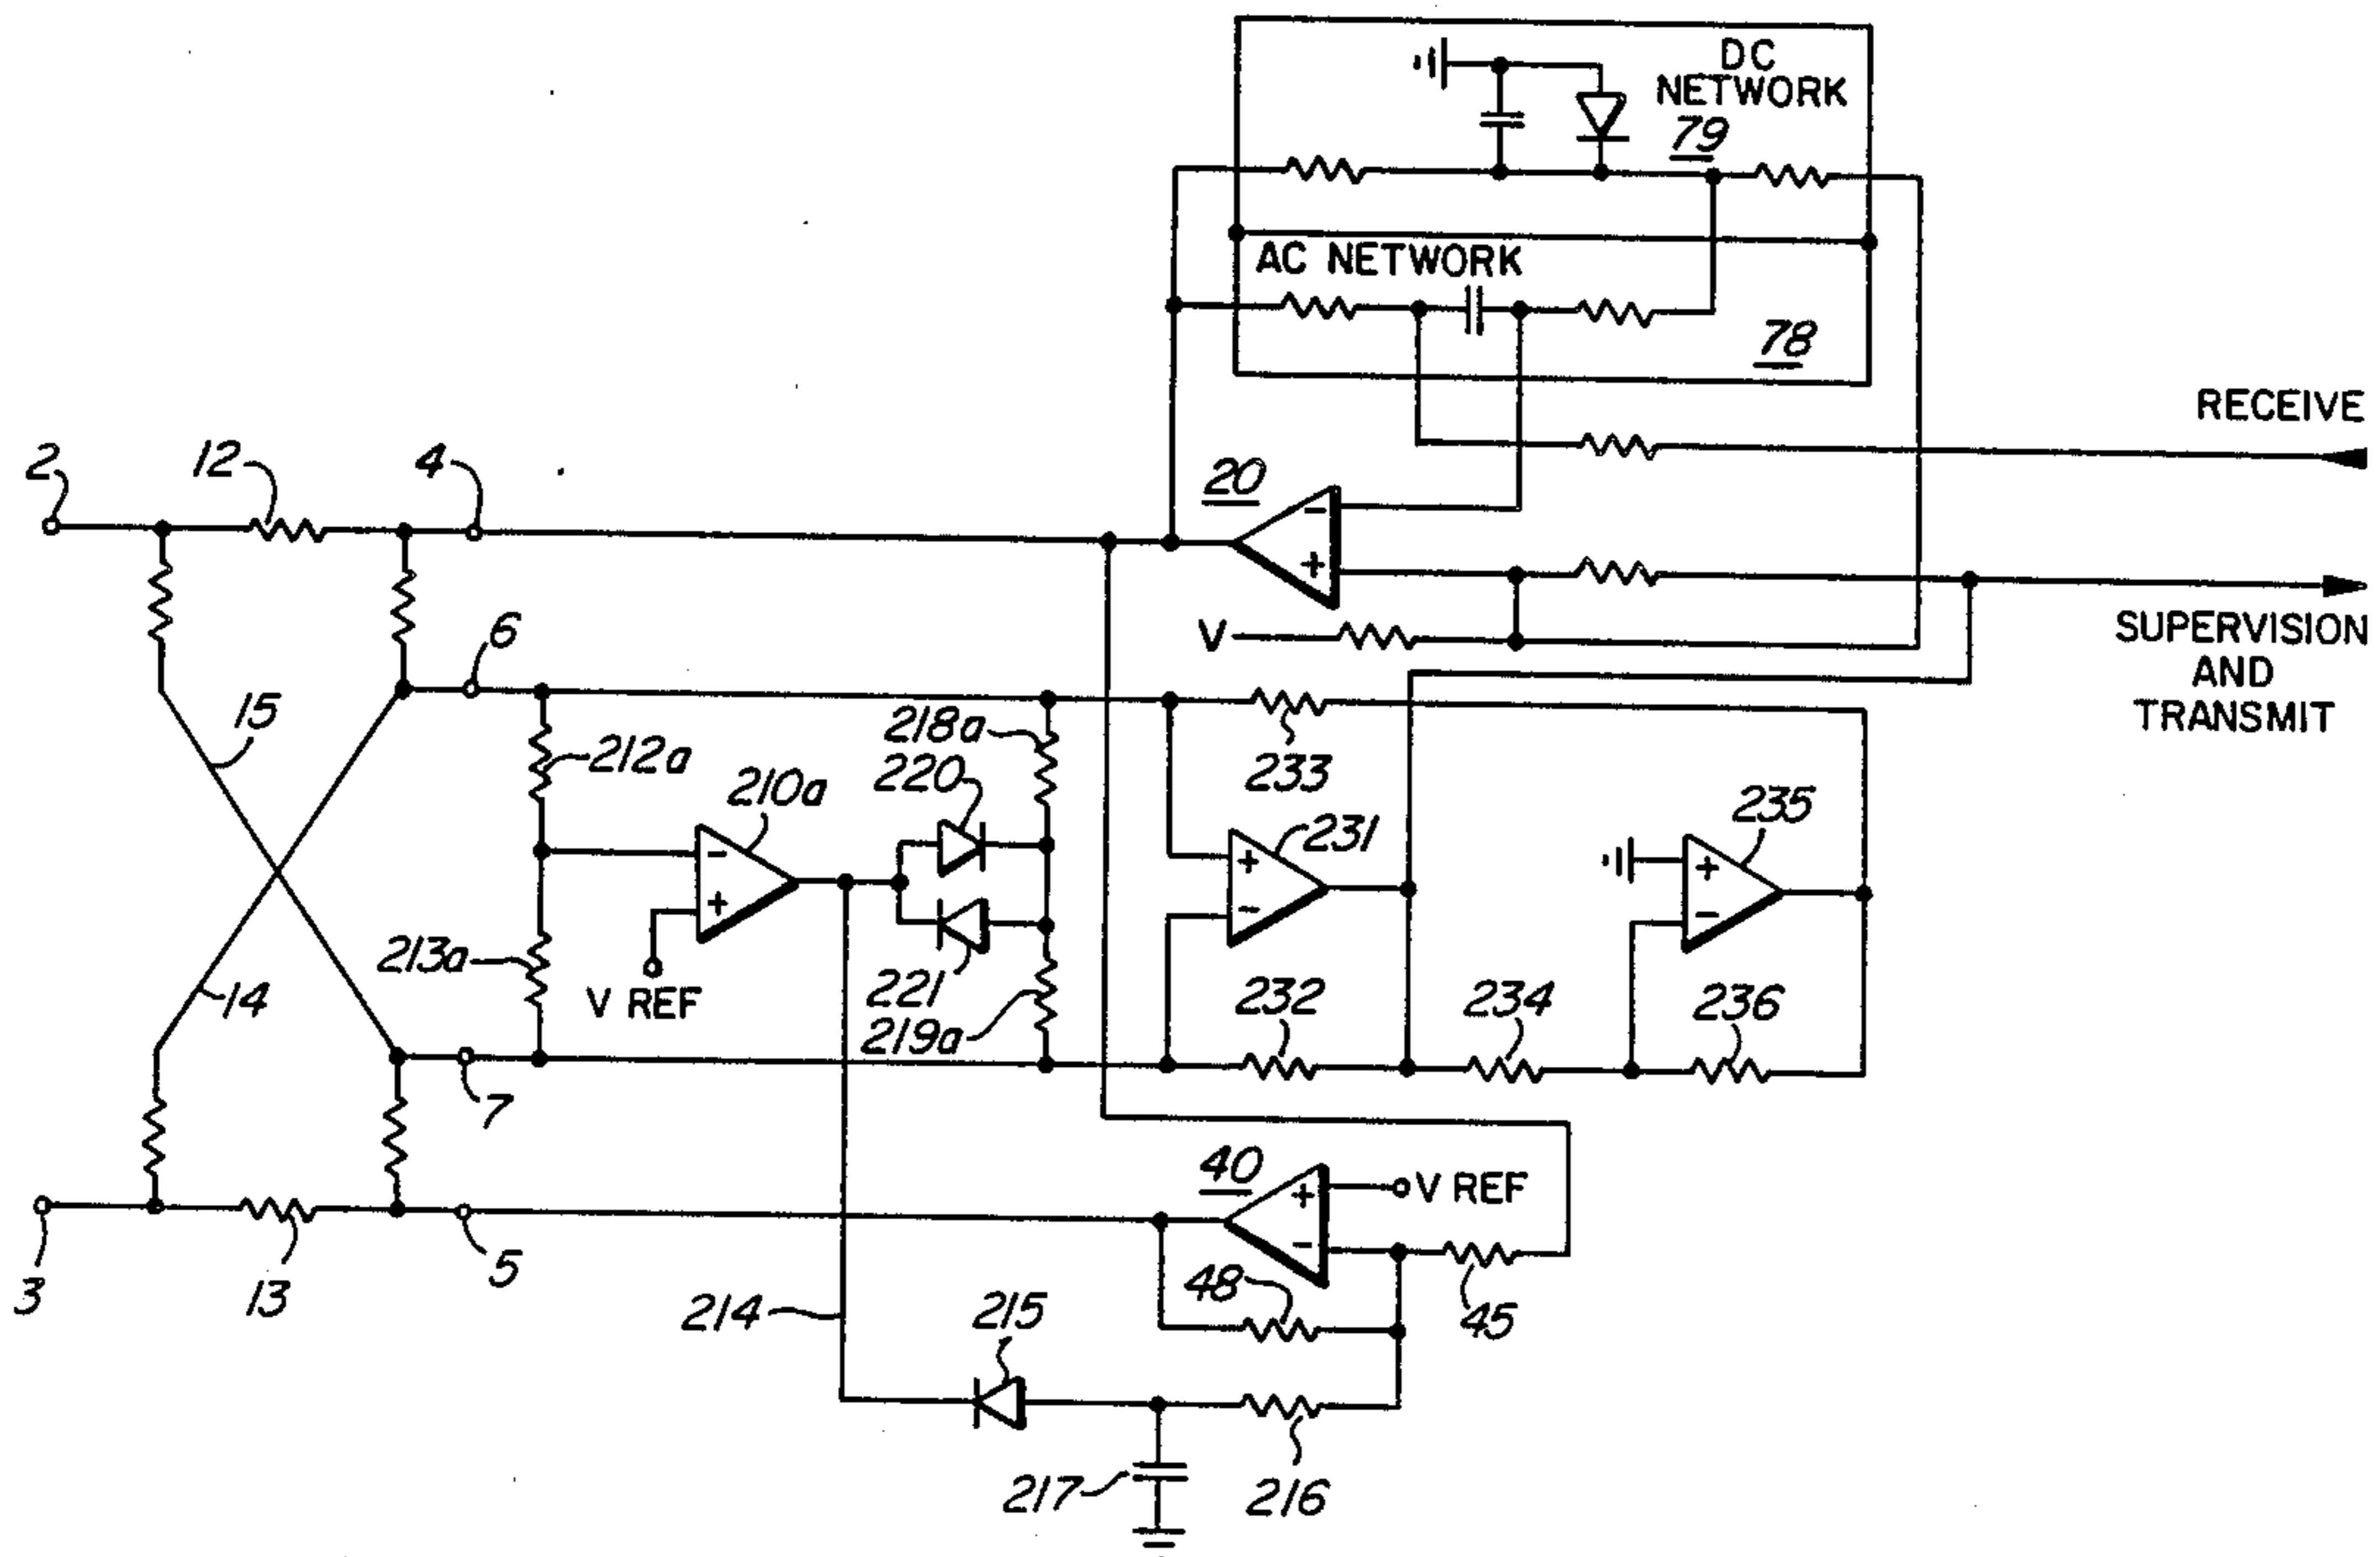 DC
NETWORK
79
AC NETWORK
78
RECEIVE
2
12
4
20
-
+
V
SUPERVISION
AND
TRANSMIT
6
15
212a
218a
220
210a
233
231
235
-
+
+
-
+
-
213a
V REF
221
219a
232
234
236
14
7
40
+
V REF
-
3
13
5
48
45
214
215
217
216